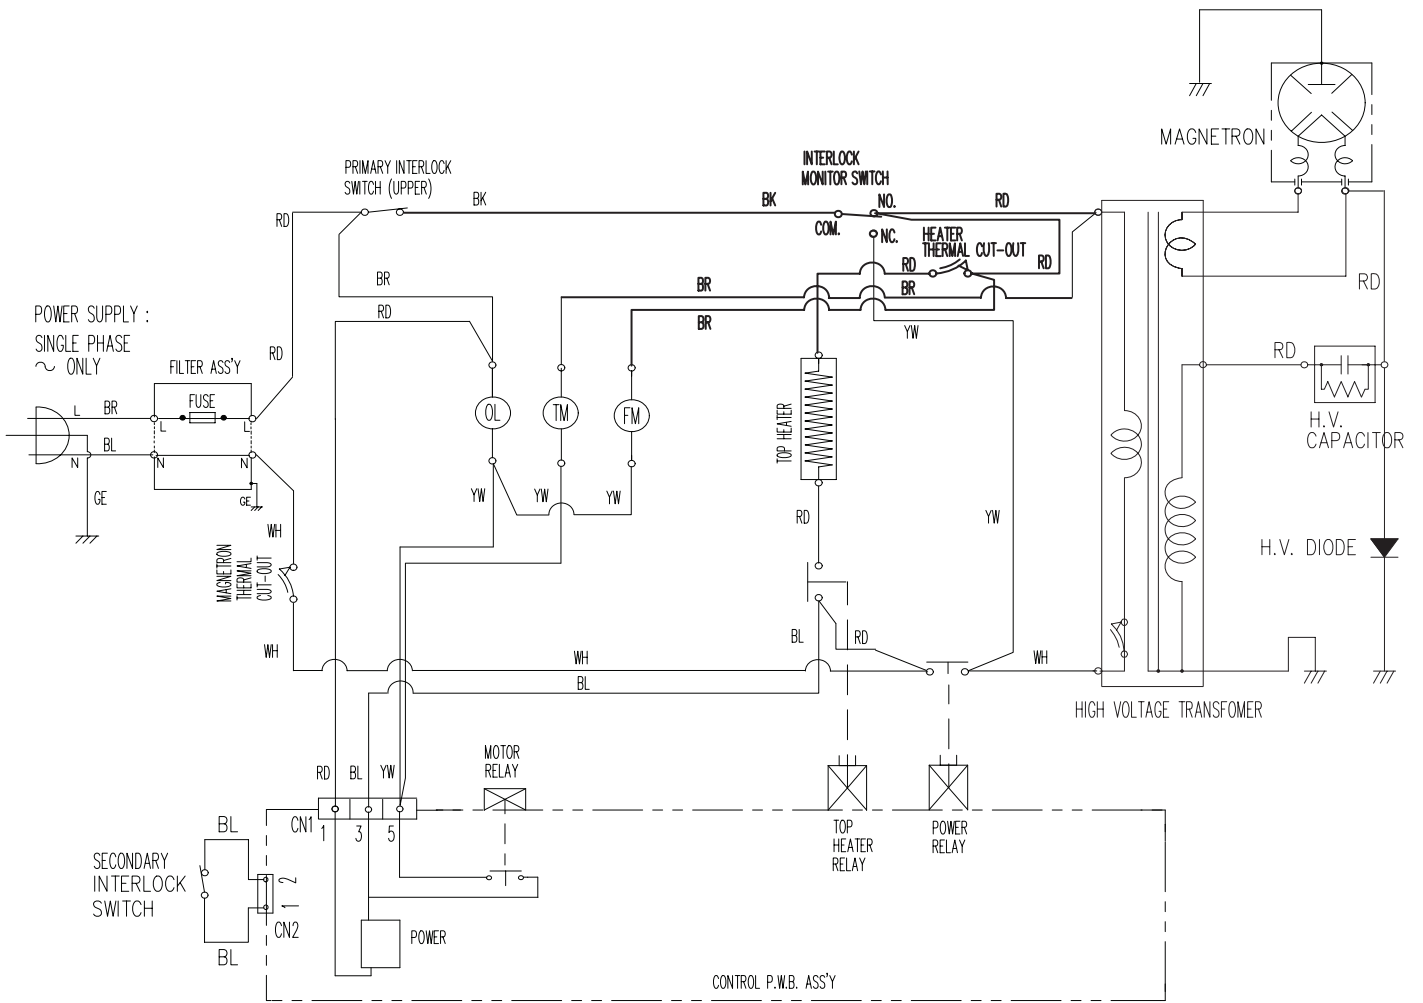 MAGNETRON
PRIMARY INTERLOCK
SWITCH (UPPER)
INTERLOCK
MONITOR SWITCH
BK
BK
NO.
RD
RD
COM.
NC.
HEATER
THERMAL CUT-OUT
RD
RD
BR
BR
BR
RD
RD
BR
YW
POWER SUPPLY :
SINGLE PHASE
∼ ONLY
RD
FILTER ASS'Y
FUSE
RD
L
BR
L
L
BL
N
N
N
GE
GE
OL
TM
FM
TOP HEATER
H.V.
CAPACITOR
YW
YW
YW
RD
YW
WH
H.V. DIODE
MAGNETRON
THERMAL
CUT-OUT
BL
RD
WH
WH
WH
BL
HIGH VOLTAGE TRANSFOMER
MOTOR
RELAY
RD
BL
YW
CN1
1
3
5
TOP
HEATER
RELAY
POWER
RELAY
BL
SECONDARY
INTERLOCK
SWITCH
2
1
CN2
BL
POWER
CONTROL P.W.B. ASS'Y